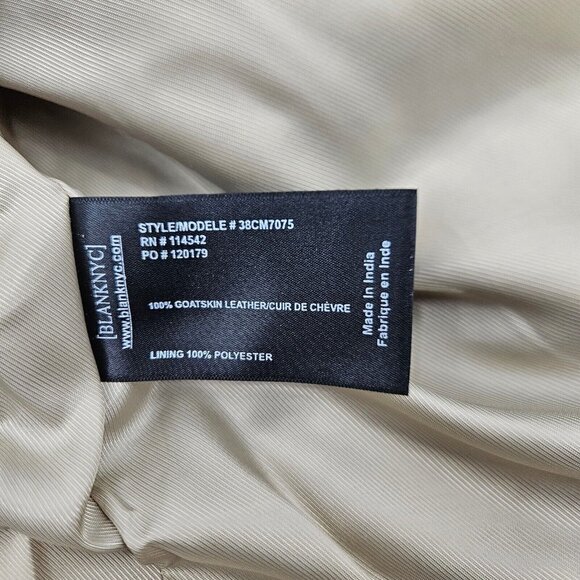 [BLANKNYC]
www.blanknyc.com
STYLE/MODELE # 38CM7075
RN # 114542
PO # 120179
100% GOATSKIN LEATHER/CUIR DE CHÈVRE
LINING 100% POLYESTER
Made In India
Fabrique en Inde